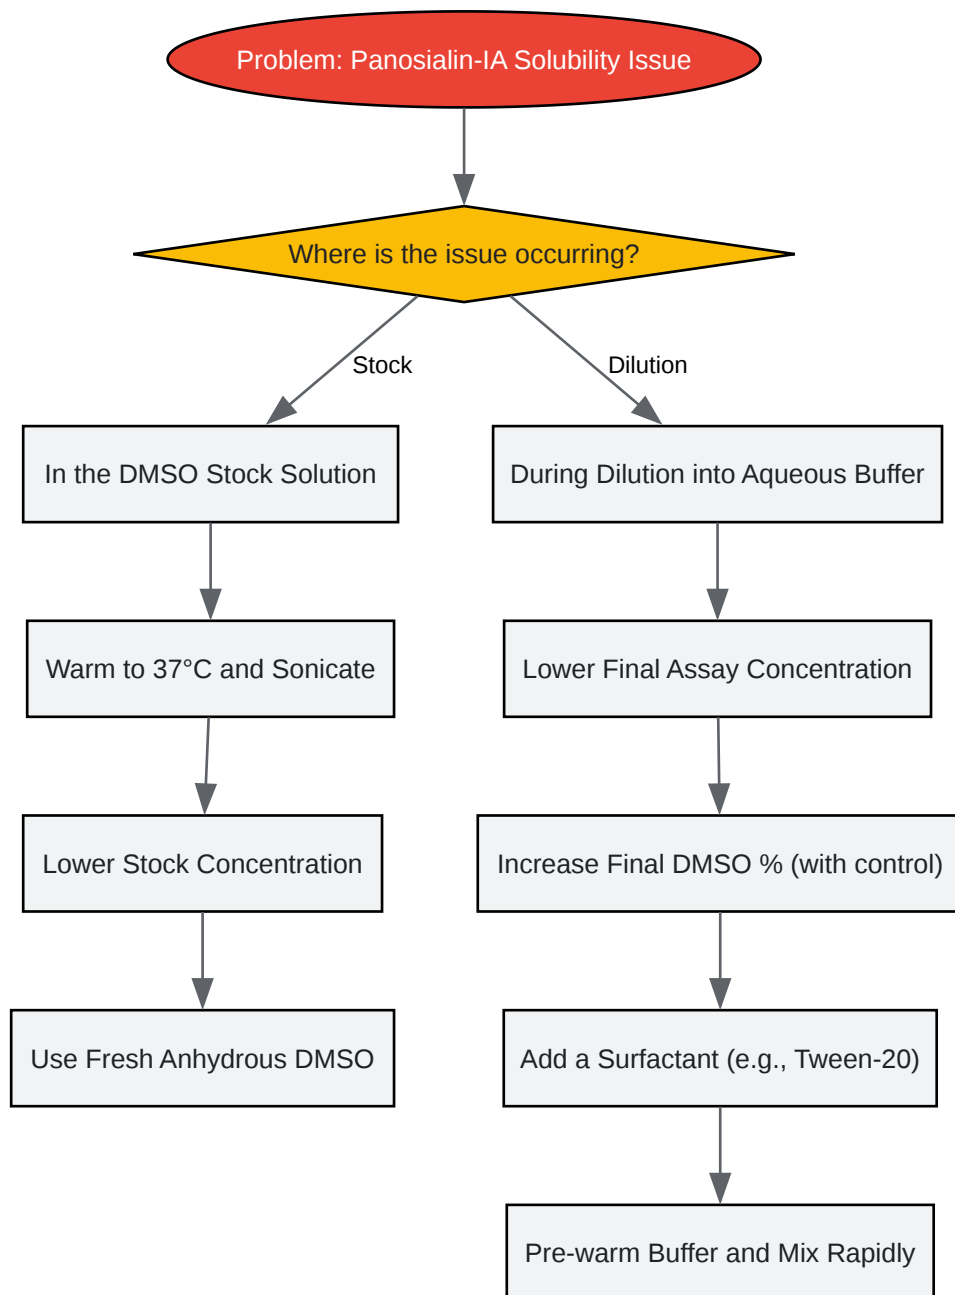 Problem: Panosialin-IA Solubility Issue
Where is the issue occurring?
Stock
Dilution
In the DMSO Stock Solution
During Dilution into Aqueous Buffer
Warm to 37°C and Sonicate
Lower Final Assay Concentration
Lower Stock Concentration
Increase Final DMSO % (with control)
Use Fresh Anhydrous DMSO
Add a Surfactant (e.g., Tween-20)
Pre-warm Buffer and Mix Rapidly